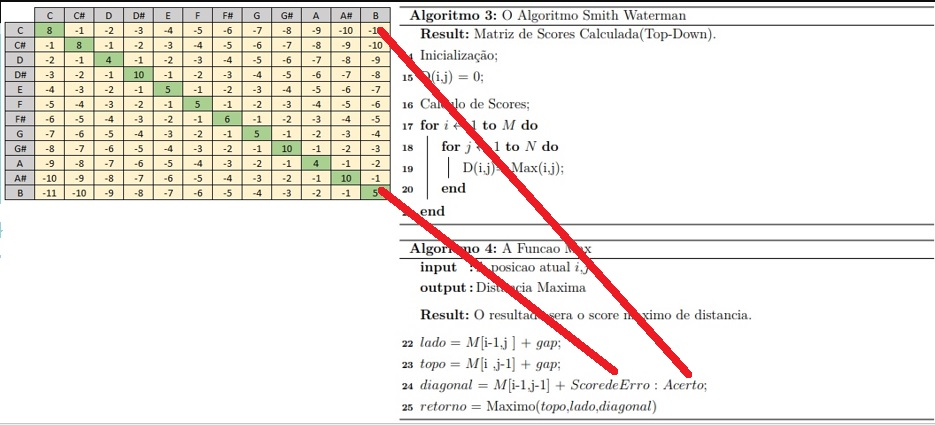 C C# D D# E F F# G G# A A# B
C 8 -1 -2 -3 -4 -5 -6 -7 -8 -9 -10
C# -1 8 -1 -2 -3 -4 -5 -6 -7 -8 -9 -10
D -2 -1 4 -1 -2 -3 -4 -5 -6 -7 -8 -9
D# -3 -2 -1 10 -1 -2 -3 -4 -5 -6 -7 -8
E -4 -3 -2 -1 5 -1 -2 -3 -4 -5 -6 -7
F -5 -4 -3 -2 -1 5 -1 -2 -3 -4 -5 -6
F# -6 -5 -4 -3 -2 -1 6 -1 -2 -3 -4 -5
G -7 -6 -5 -4 -3 -2 -1 5 -1 -2 -3 -4
G# -8 -7 -6 -5 -4 -3 -2 -1 10 -1 -2 -3
A -9 -8 -7 -6 -5 -4 -3 -2 -1 4 -1 -2
A# -10 -9 -8 -7 -6 -5 -4 -3 -2 -1 10 -1
B -11 -10 -9 -8 -7 -6 -5 -4 -3 -2 -1 5
Algoritmo 3: O Algoritmo Smith Waterman
Result: Matriz de Scores Calculada(Top-Down).
Inicialização;
15 D(i,j) = 0;
16 Calculo de Scores;
17 for i ← 1 to M do
18 for j ← 1 to N do
19 D(i,j)= Max(i,j);
20 end
end
Algoritmo 4: A Funcao Max
input : posicao atual i,j
output : Distancia Maxima
Result: O resultado sera o score maximo de distancia.
22 lado = M[i-1,j ] + gap;
23 topo = M[i ,j-1] + gap;
24 diagonal = M[i-1,j-1] + ScoredeErro : Acerto;
25 retorno = Maximo(topo,lado,diagonal)